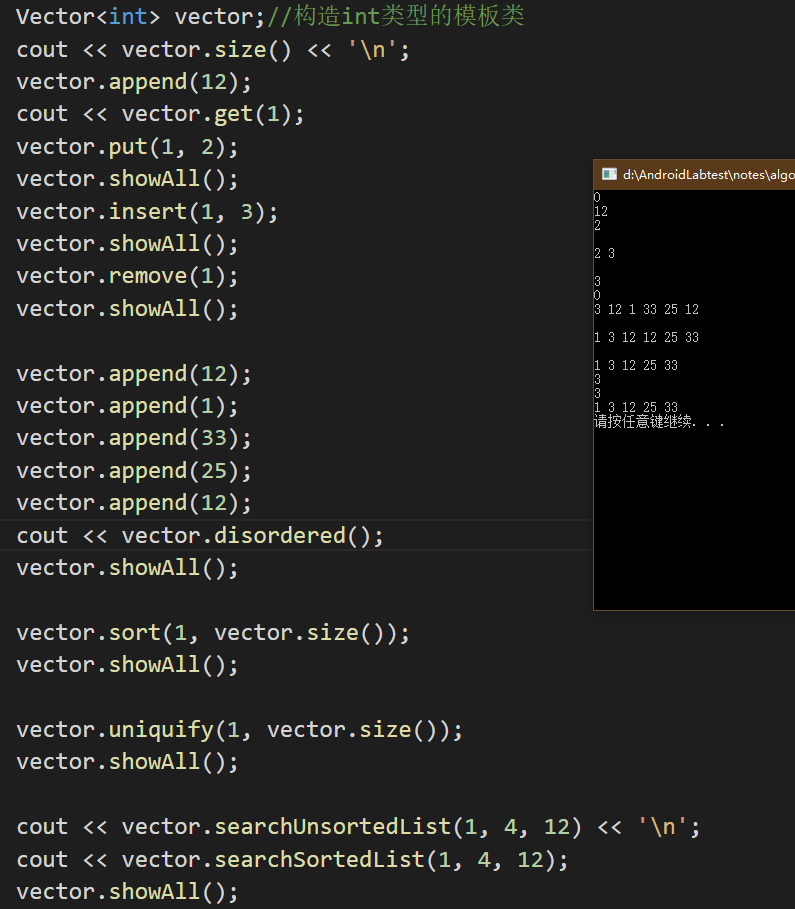 Vector<int> vector;//构造int类型的模板类
cout << vector.size() << '\n';
vector.append(12);
cout << vector.get(1);
vector.put(1, 2);
vector.showAll();
vector.insert(1, 3);
vector.showAll();
vector.remove(1);
vector.showAll();
vector.append(12);
vector.append(1);
vector.append(33);
vector.append(25);
vector.append(12);
cout << vector.disordered();
vector.showAll();
vector.sort(1, vector.size());
vector.showAll();
vector.uniquify(1, vector.size());
vector.showAll();
cout << vector.searchUnsortedList(1, 4, 12) << '\n';
cout << vector.searchSortedList(1, 4, 12);
vector.showAll();
d:\AndroidLabtest\notes\algo
0
12
2
2 3
3
0
3 12 1 33 25 12
1 3 12 12 25 33
1 3 12 25 33
3
3
1 3 12 25 33
请按任意键继续. . .